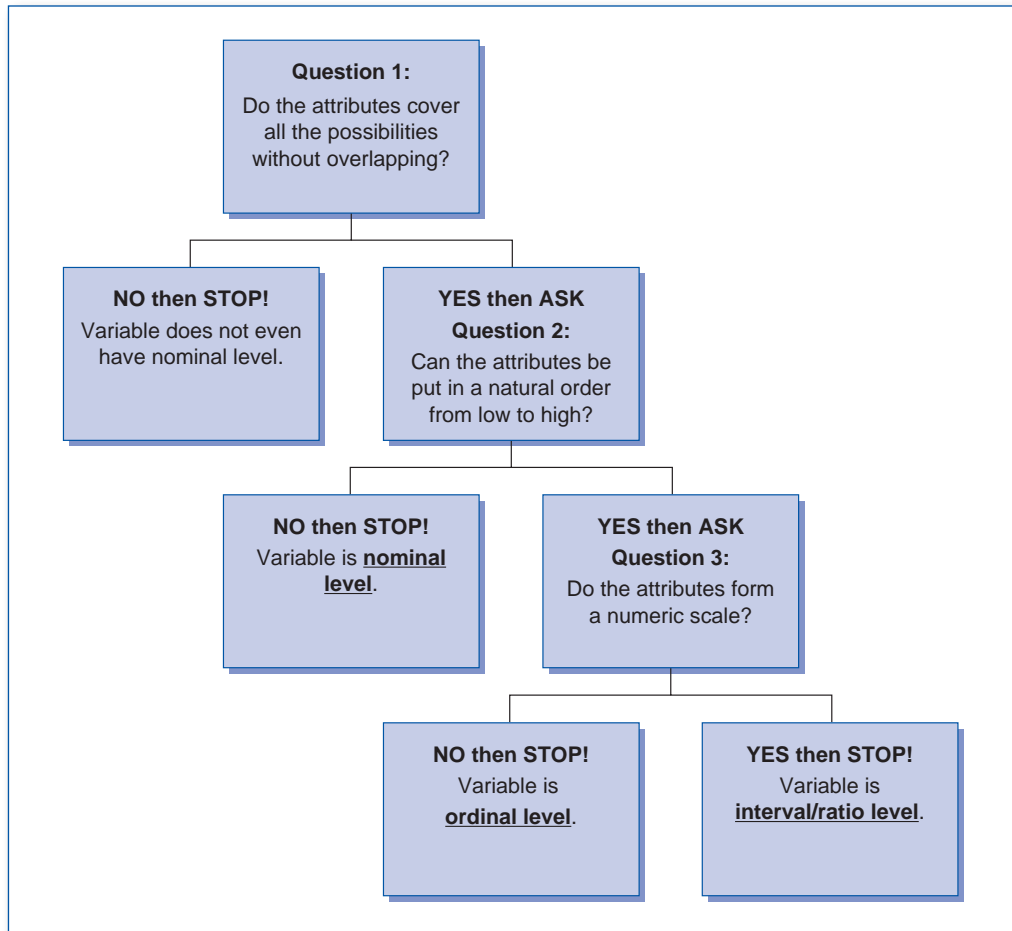 Question 1:
Do the attributes cover
all the possibilities
without overlapping?
NO then STOP!
Variable does not even
have nominal level.
YES then ASK
Question 2:
Can the attributes be
put in a natural order
from low to high?
NO then STOP!
Variable is nominal
level.
YES then ASK
Question 3:
Do the attributes form
a numeric scale?
NO then STOP!
Variable is
ordinal level.
YES then STOP!
Variable is
interval/ratio level.